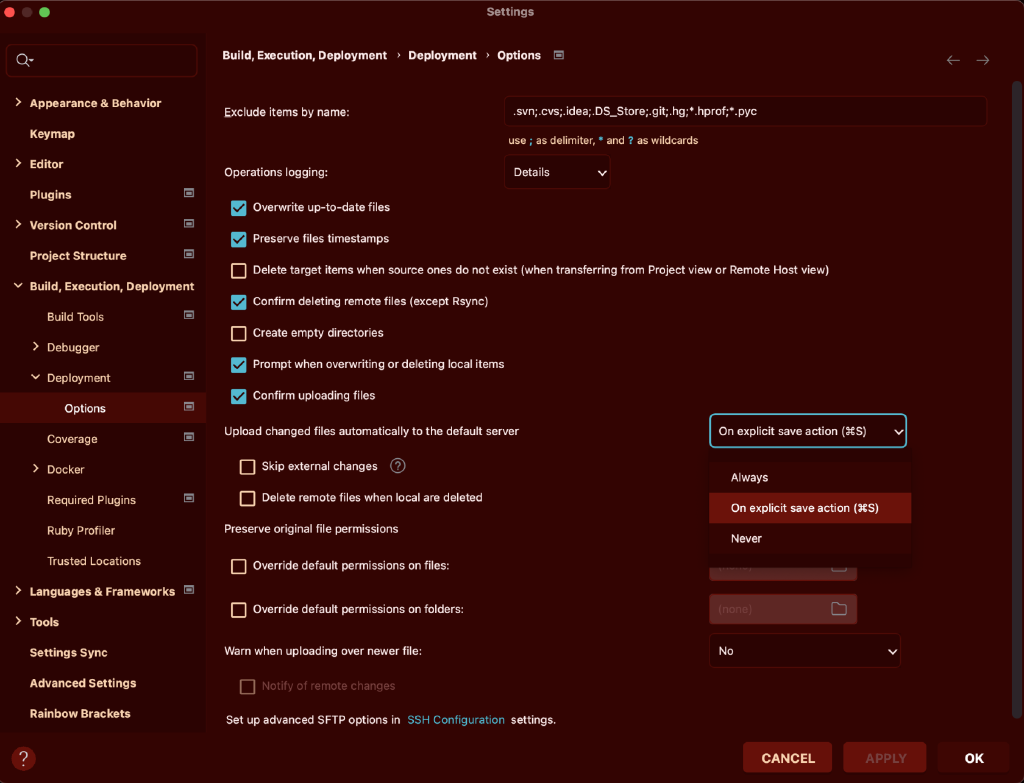 Settings
Build, Execution, Deployment › Deployment › Options
Appearance & Behavior
Keymap
Editor
Plugins
Version Control
Project Structure
Build, Execution, Deployment
Build Tools
Debugger
Deployment
Options
Coverage
Docker
Required Plugins
Ruby Profiler
Trusted Locations
Languages & Frameworks
Tools
Settings Sync
Advanced Settings
Rainbow Brackets
?
Exclude items by name: .svn;.cvs;.idea;.DS_Store;.git;.hg;*.hprof;*.pyc
use ; as delimiter, * and ? as wildcards
Operations logging: Details
Overwrite up-to-date files
Preserve files timestamps
Delete target items when source ones do not exist (when transferring from Project view or Remote Host view)
Confirm deleting remote files (except Rsync)
Create empty directories
Prompt when overwriting or deleting local items
Confirm uploading files
Upload changed files automatically to the default server On explicit save action (⌘S)
Always
On explicit save action (⌘S)
Never
Skip external changes ?
Delete remote files when local are deleted
Preserve original file permissions
Override default permissions on files:
Override default permissions on folders: (none)
Warn when uploading over newer file: No
Notify of remote changes
Set up advanced SFTP options in SSH Configuration settings.
CANCEL APPLY OK